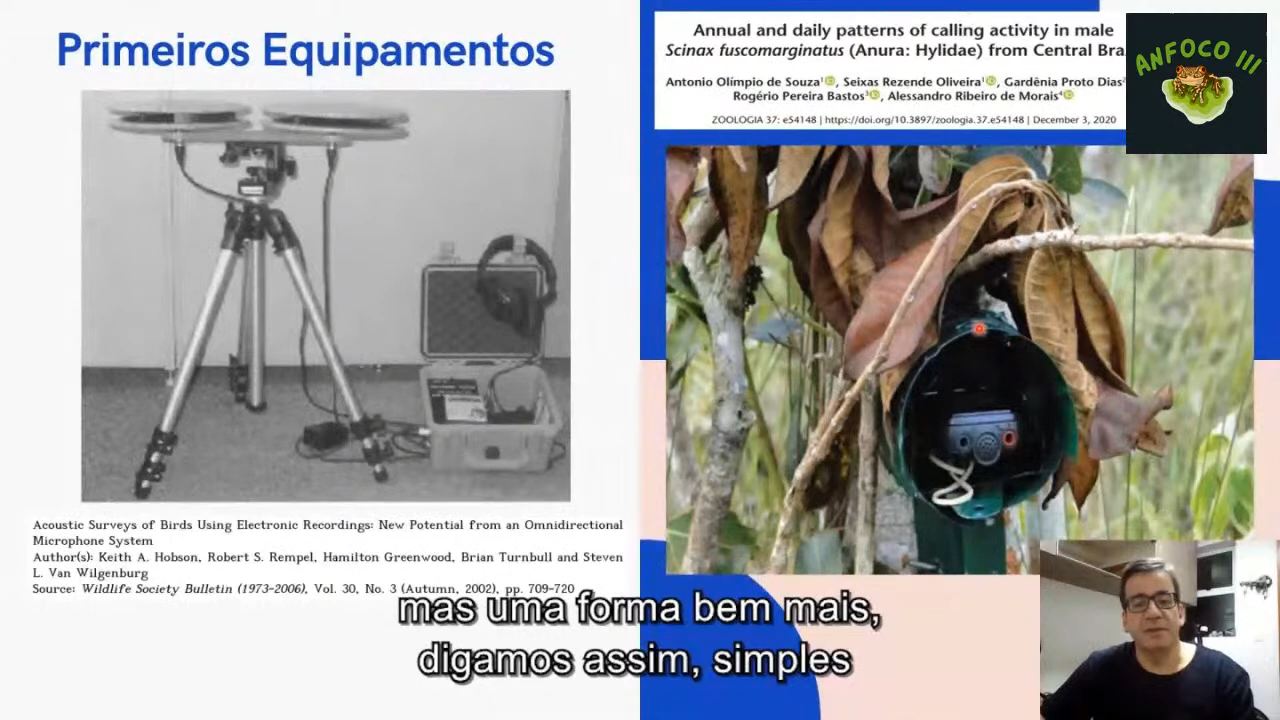 Primeiros Equipamentos
Acoustic Surveys of Birds Using Electronic Recordings: New Potential from an Omnidirectional
Microphone System
Author(s): Keith A. Hobson, Robert S. Rempel, Hamilton Greenwood, Brian Turnbull and Steven
L. Van Wilgenburg
Source: Wildlife Society Bulletin (1973-2006), Vol. 30, No. 3 (Autumn, 2002), pp. 709-720
Annual and daily patterns of calling activity in male
Scinax fuscomarginatus (Anura: Hylidae) from Central Bra
Antonio Olímpio de Souza¹, Seixas Rezende Oliveira¹, Gardênia Proto Dias²
Rogério Pereira Bastos³, Alessandro Ribeiro de Morais⁴
ZOOLOGIA 37: e54148 | https://doi.org/10.3897/zoologia.37.e54148 | December 3, 2020
ANFOCO III
mas uma forma bem mais,
digamos assim, simples